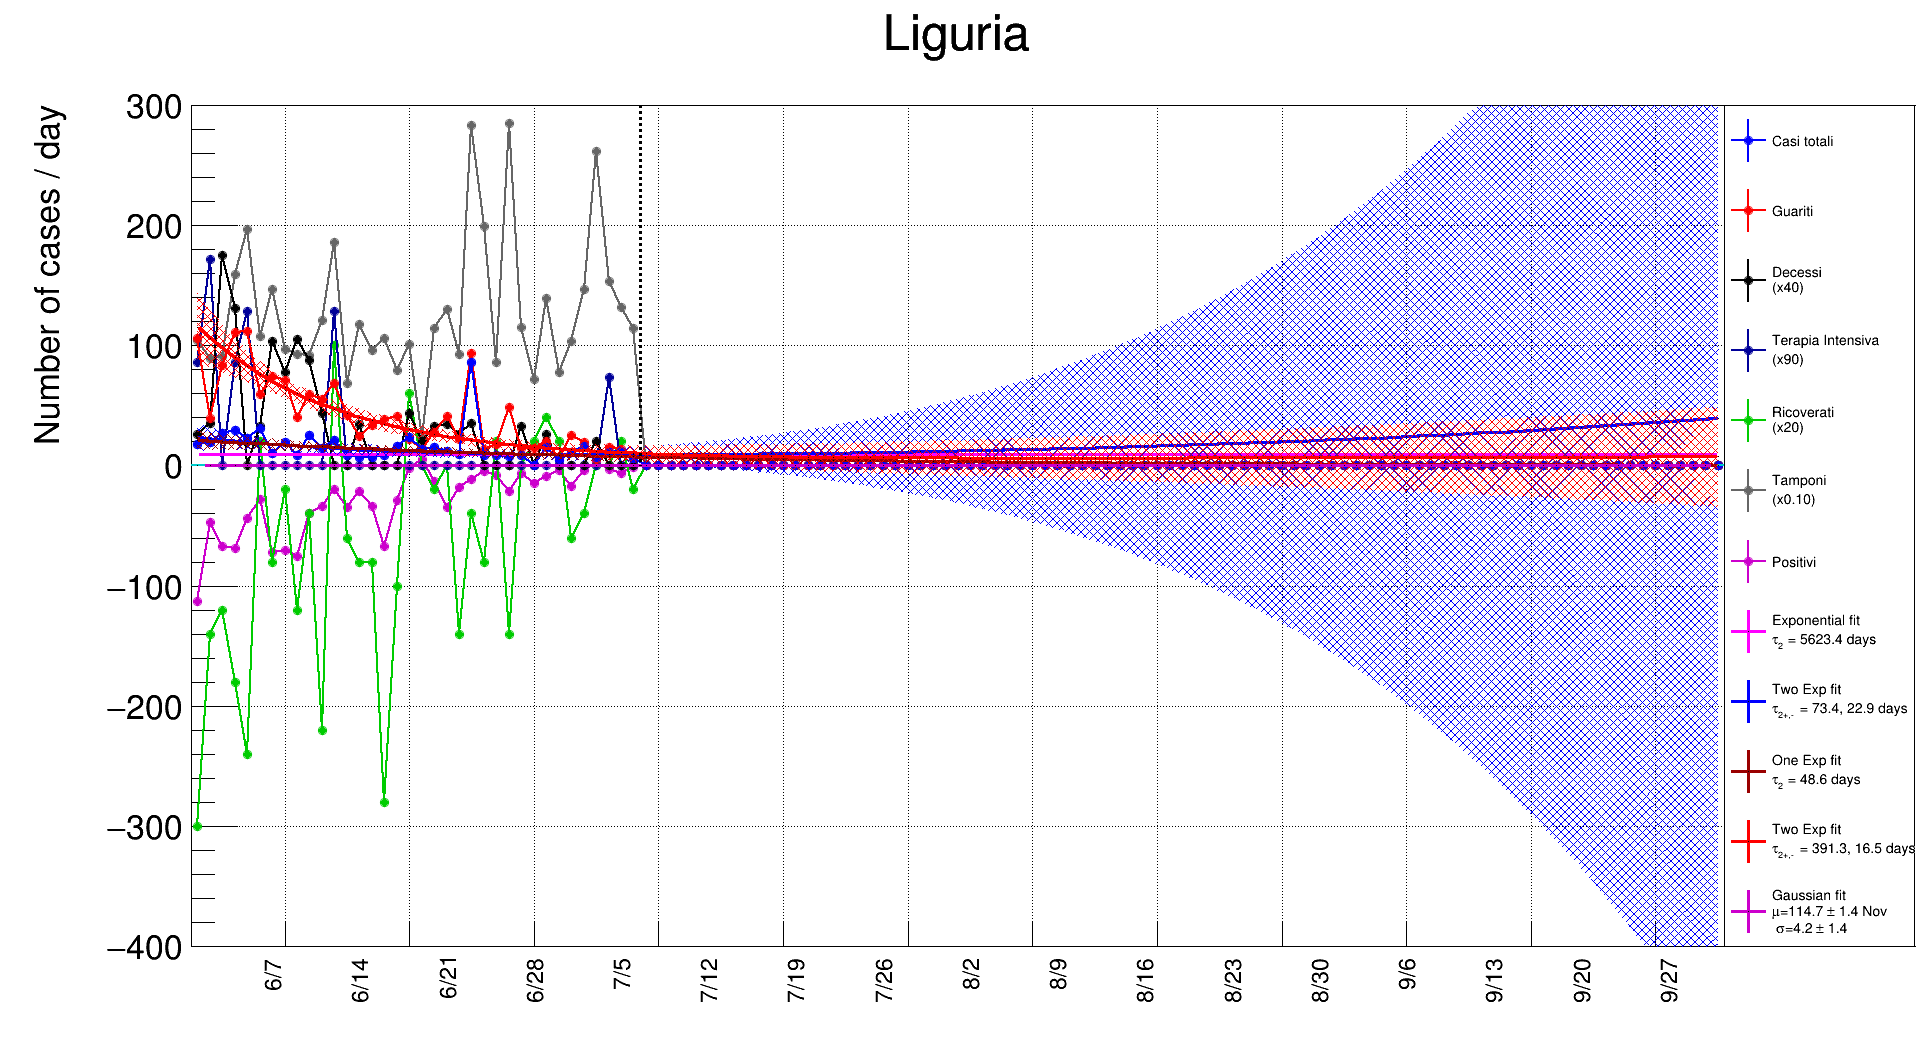 Liguria
Number of cases / day
300
200
100
0
−100
−200
−300
−400
6/7
6/14
6/21
6/28
7/5
7/12
7/19
7/26
8/2
8/9
8/16
8/23
8/30
9/6
9/13
9/20
9/27
Casi totali
Guariti
Decessi
(x40)
Terapia Intensiva
(x90)
Ricoverati
(x20)
Tamponi
(x0.10)
Positivi
Exponential fit
τ2 = 5623.4 days
Two Exp fit
τ2+,- = 73.4, 22.9 days
One Exp fit
τ2 = 48.6 days
Two Exp fit
τ2+,- = 391.3, 16.5 days
Gaussian fit
μ=114.7 ± 1.4 Nov
σ=4.2 ± 1.4